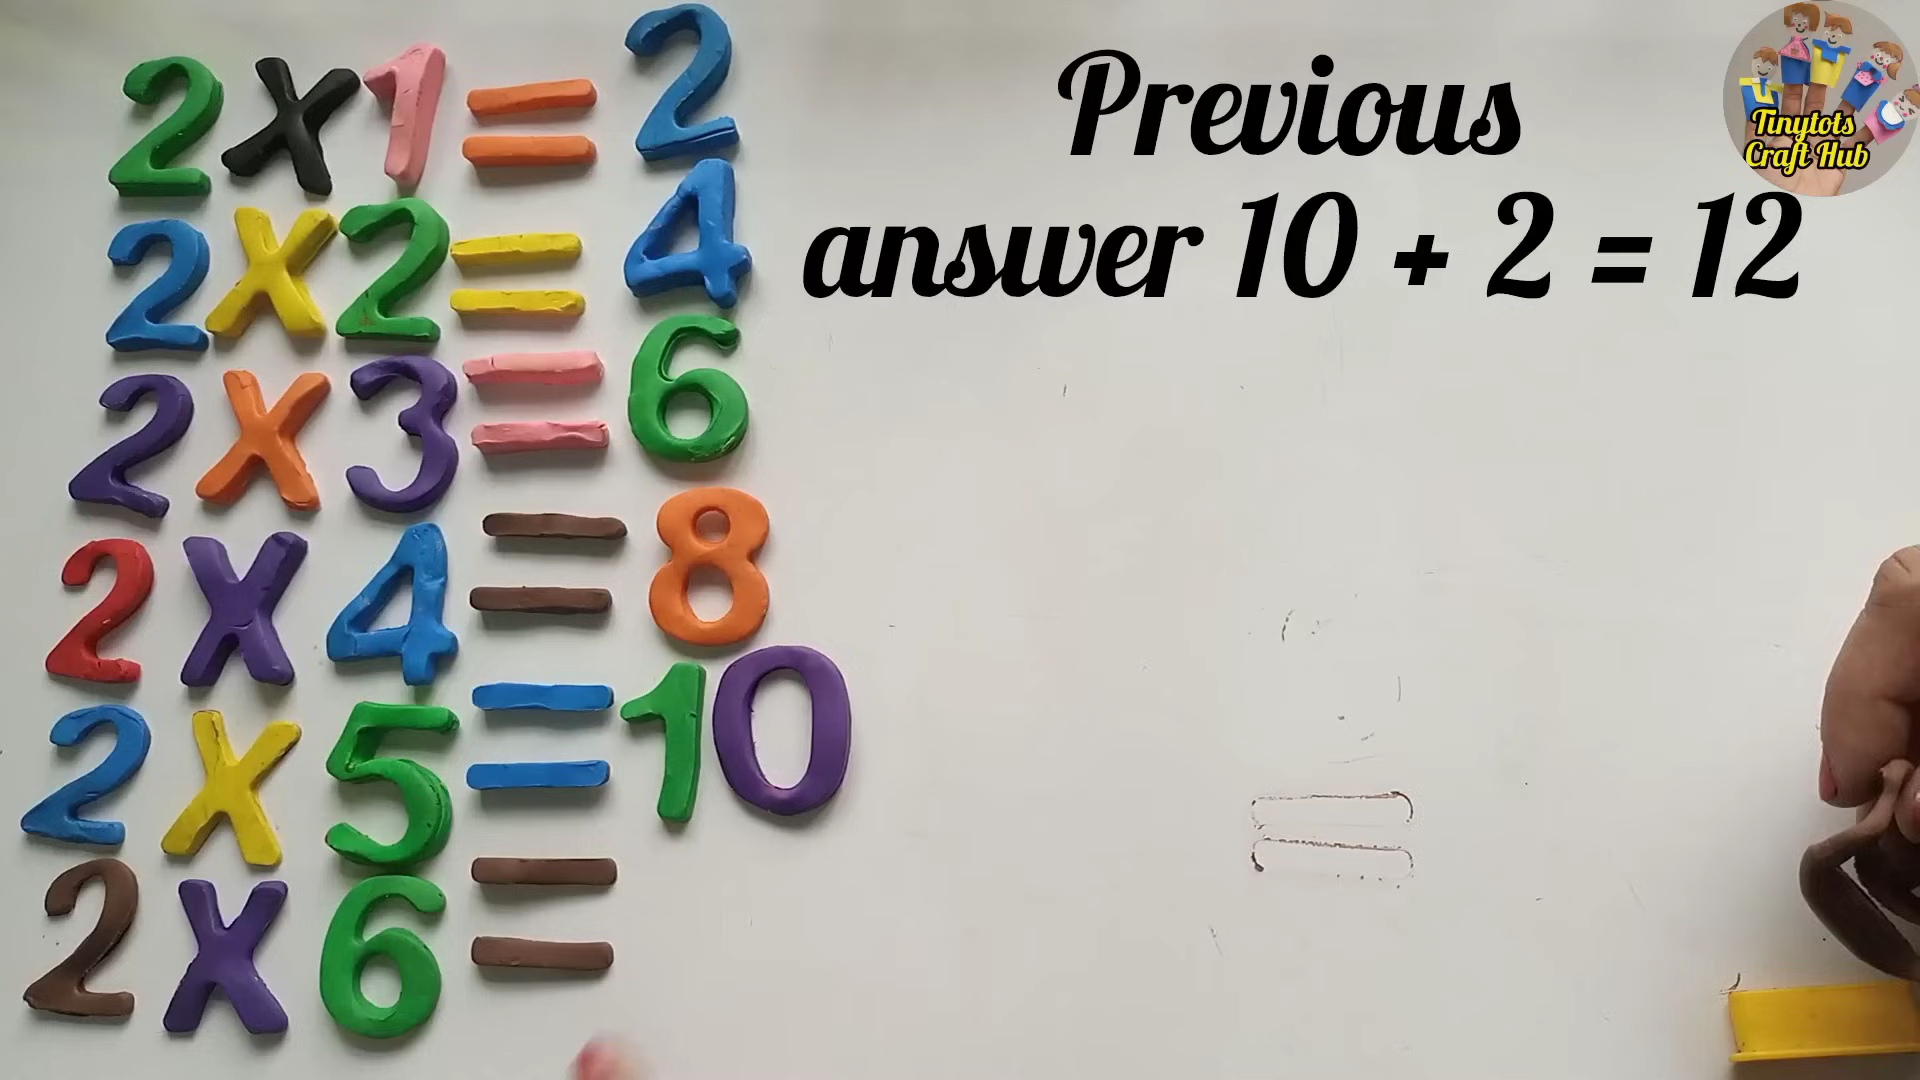 2x1=2
2x2=4
2x3=6
2x4=8
2x5=10
2x6=
Previous
answer 10 + 2 = 12
Tinytots
Craft Hub